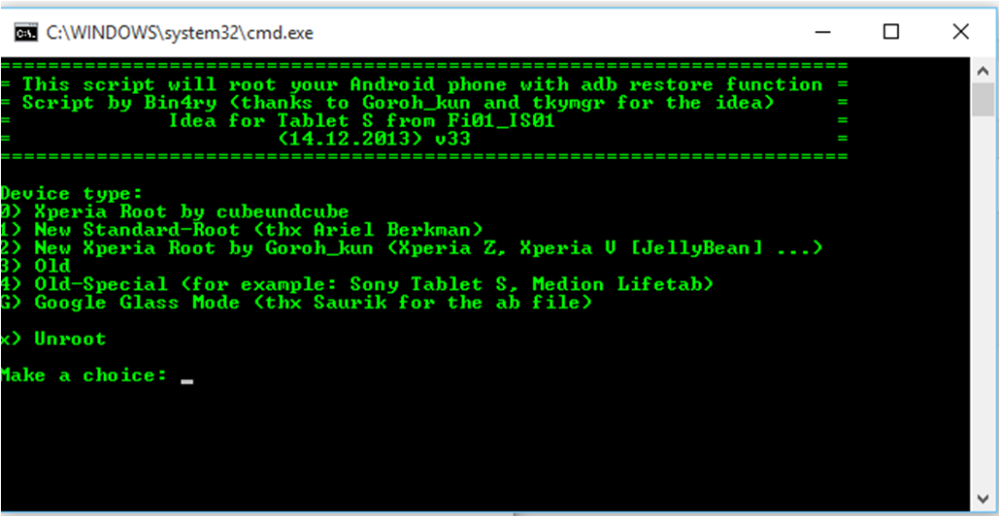 C:\WINDOWS\system32\cmd.exe
======================================================================
= This script will root your Android phone with adb restore function =
= Script by Bin4ry (thanks to Goroh_kun and tkymgr for the idea) =
= Idea for Tablet S from Fi01_IS01 =
= (14.12.2013) v33 =
======================================================================
Device type:
0) Xperia Root by cubeundcube
1) New Standard-Root (thx Ariel Berkman)
2) New Xperia Root by Goroh_kun (Xperia Z, Xperia V [JellyBean] ...)
3) Old
4) Old-Special (for example: Sony Tablet S, Medion Lifetab)
G) Google Glass Mode (thx Saurik for the ab file)
x) Unroot
Make a choice: _